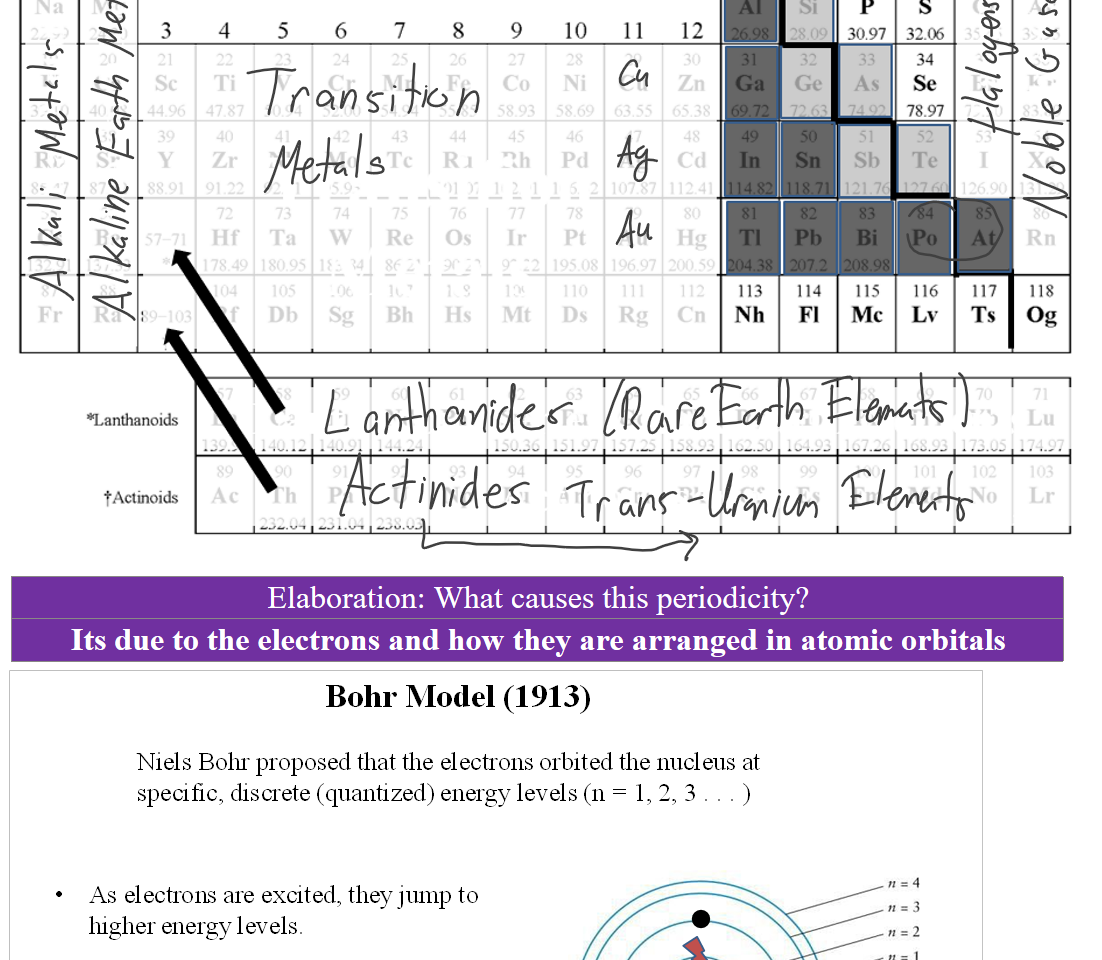 Na Al Si P S
3 4 5 6 7 8 9 10 11 12 26.98 28.09 30.97 32.06
20 21 22 23 24 25 26 27 28 30 31 32 33 34
Sc Ti Cr Mn Fe Co Ni Cu Zn Ga Ge As Se
44.96 47.87 58.93 58.69 63.55 65.38 69.72 72.63 74.92 78.97
Transition
39 40 41 42 43 44 45 46 48 49 50 51 52 53
Y Zr Tc Pd Ag Cd In Sn Sb Te I
Metals
88.91 91.22 107.87 112.41 114.82 118.71 121.76 127.60 126.90
72 73 74 75 76 77 78 80 81 82 83 84 85 86
57–71 Hf Ta W Re Os Ir Pt Au Hg Tl Pb Bi Po At Rn
178.49 180.95 195.08 196.97 200.59 204.38 207.2 208.98
104 105 106 107 108 109 110 111 112 113 114 115 116 117 118
Fr Ra 89–103 Db Sg Bh Hs Mt Ds Rg Cn Nh Fl Mc Lv Ts Og
Alkali Metals
Alkaline Earth Met
Halogens
Noble Gas
58 59 60 61 63 65 66 67 70 71
*Lanthanoids Lanthanides (Rare Earth Elements) Lu
140.12 140.91 144.24 150.36 151.97 157.25 158.93 162.50 164.93 167.26 168.93 173.05 174.97
89 90 91 92 93 94 95 96 97 98 99 101 102 103
†Actinoids Ac Th Actinides Trans-Uranium Elements No Lr
232.04 231.04 238.03
Elaboration: What causes this periodicity?
Its due to the electrons and how they are arranged in atomic orbitals
Bohr Model (1913)
Niels Bohr proposed that the electrons orbited the nucleus at
specific, discrete (quantized) energy levels (n = 1, 2, 3 . . . )
• As electrons are excited, they jump to
higher energy levels.
n = 4
n = 3
n = 2
n = 1